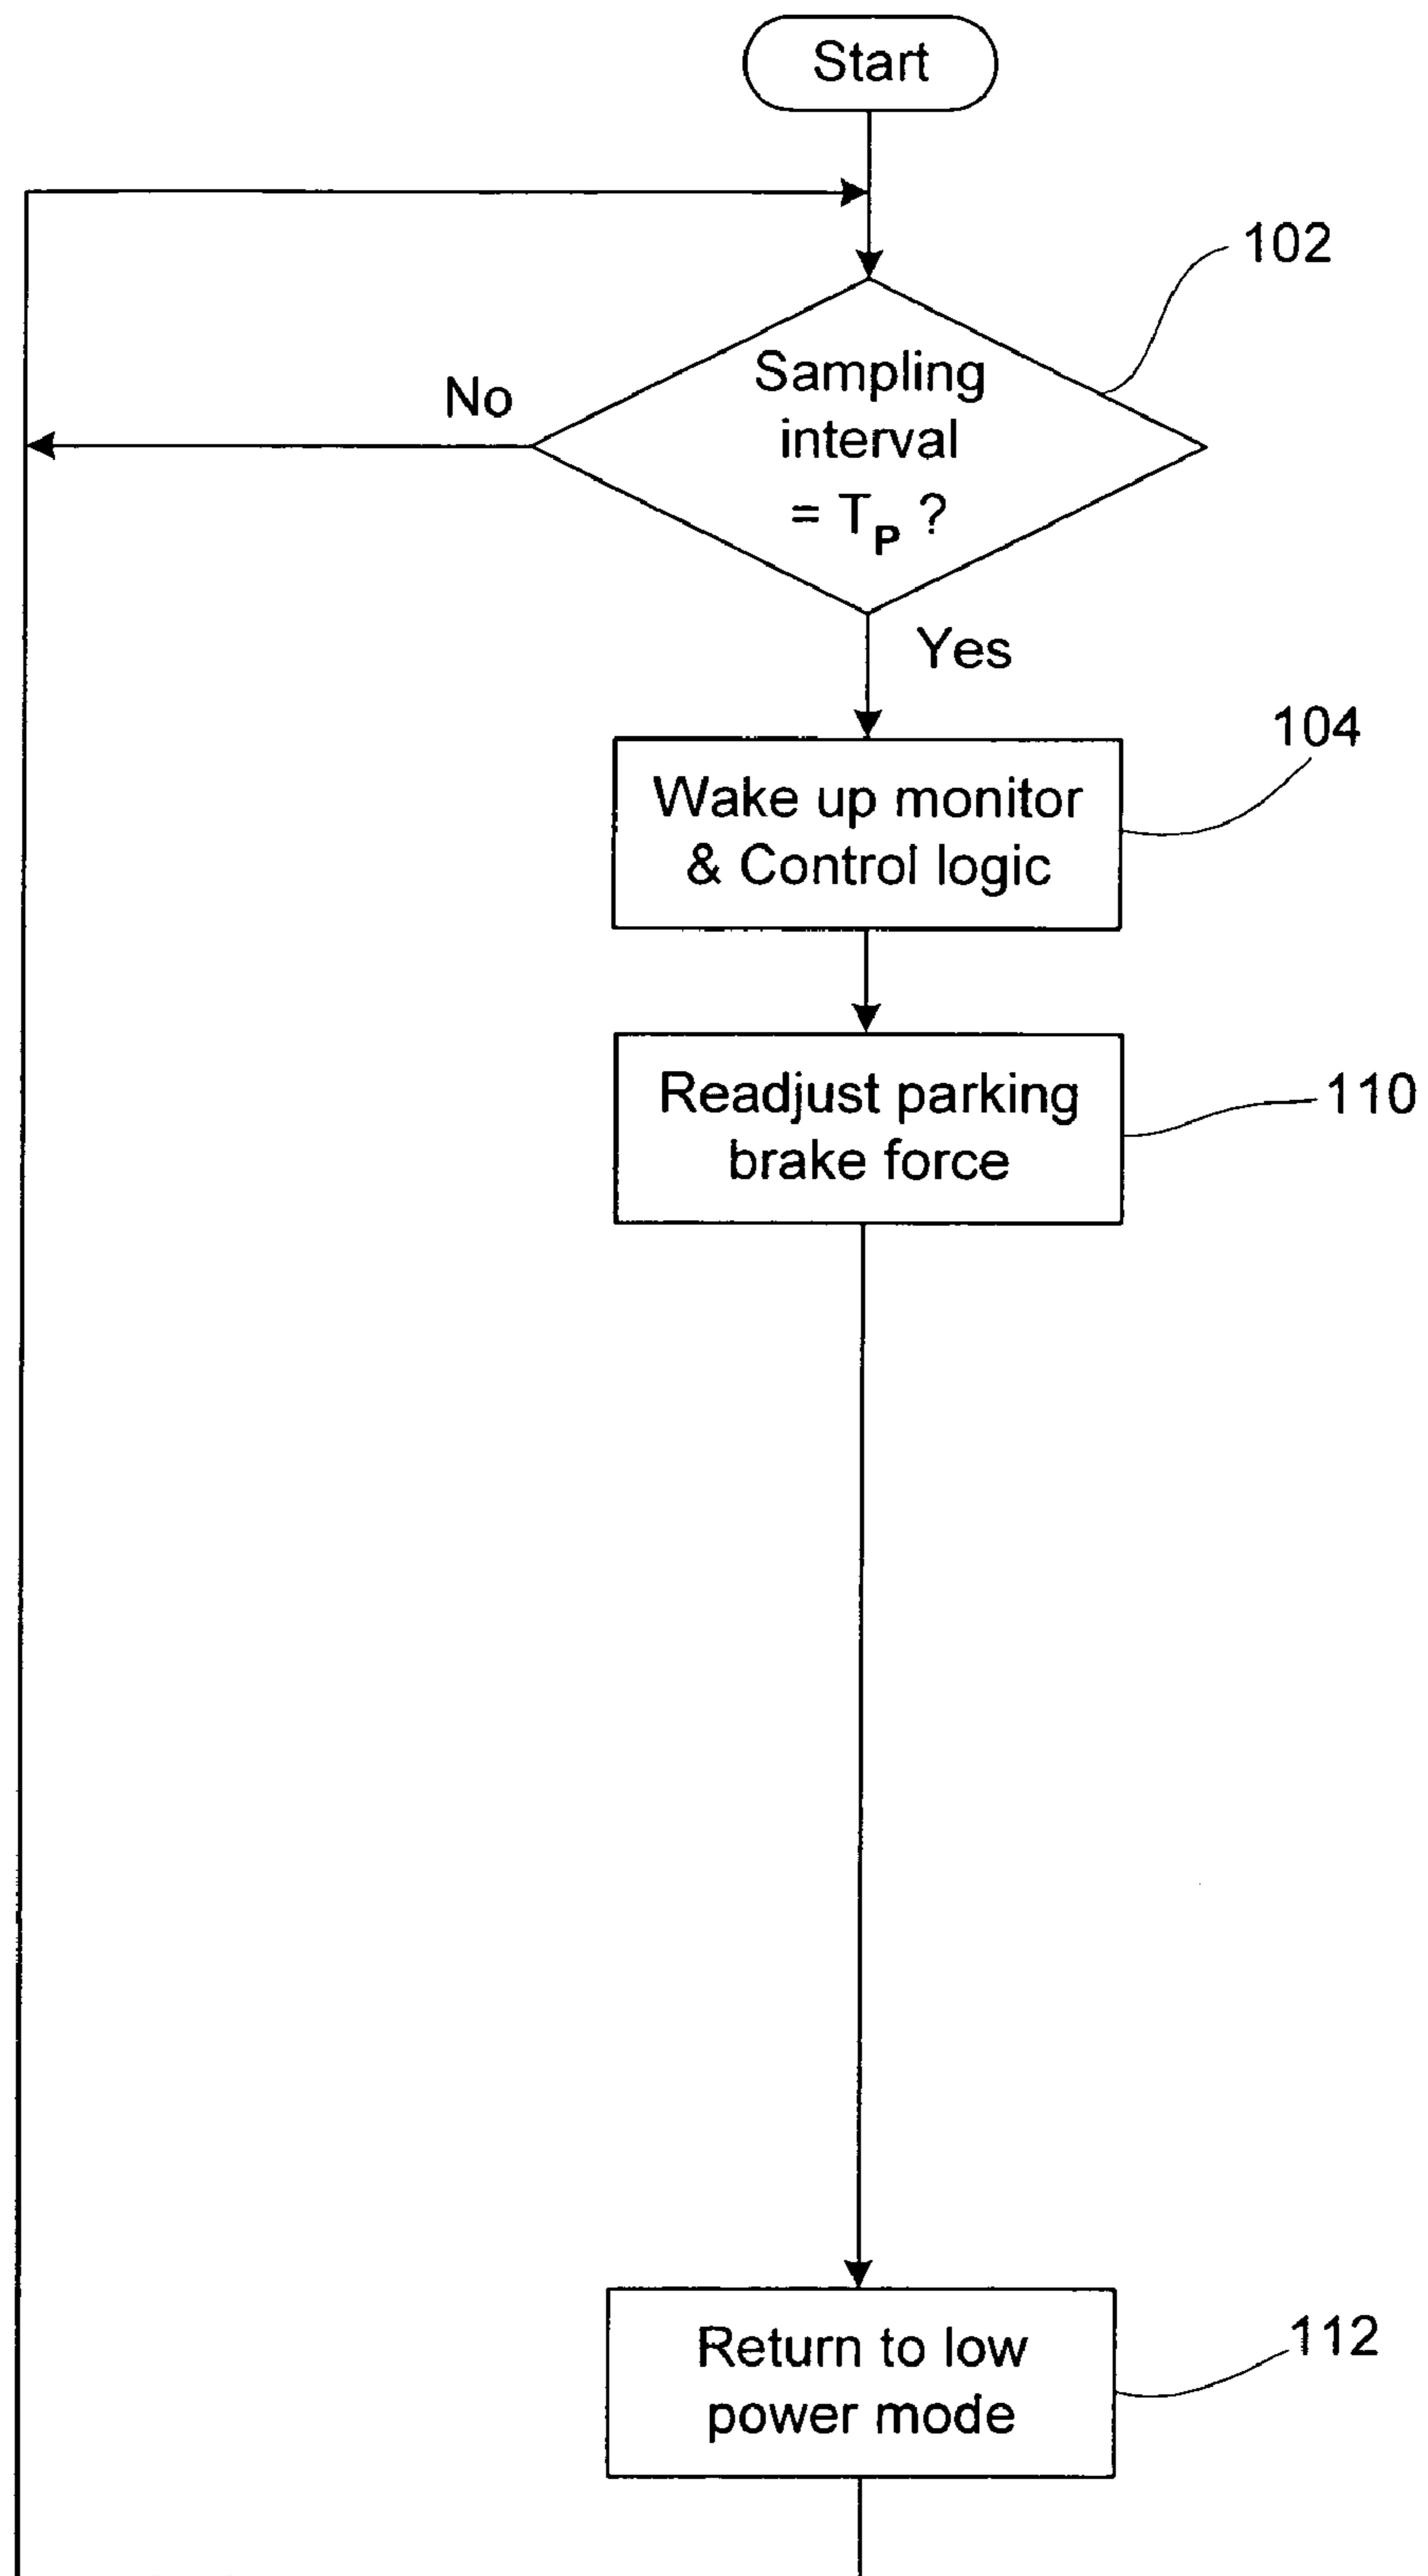 Start
102
Sampling
interval
= TP ?
No
Yes
104
Wake up monitor
& Control logic
Readjust parking
brake force
110
Return to low
power mode
112